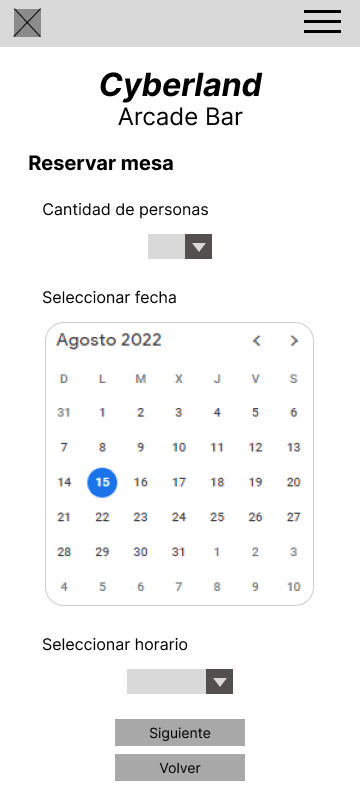 Cyberland
Arcade Bar
Reservar mesa
Cantidad de personas
Seleccionar fecha
Agosto 2022
D L M X J V S
31 1 2 3 4 5 6
7 8 9 10 11 12 13
14 15 16 17 18 19 20
21 22 23 24 25 26 27
28 29 30 31 1 2 3
4 5 6 7 8 9 10
Seleccionar horario
Siguiente
Volver